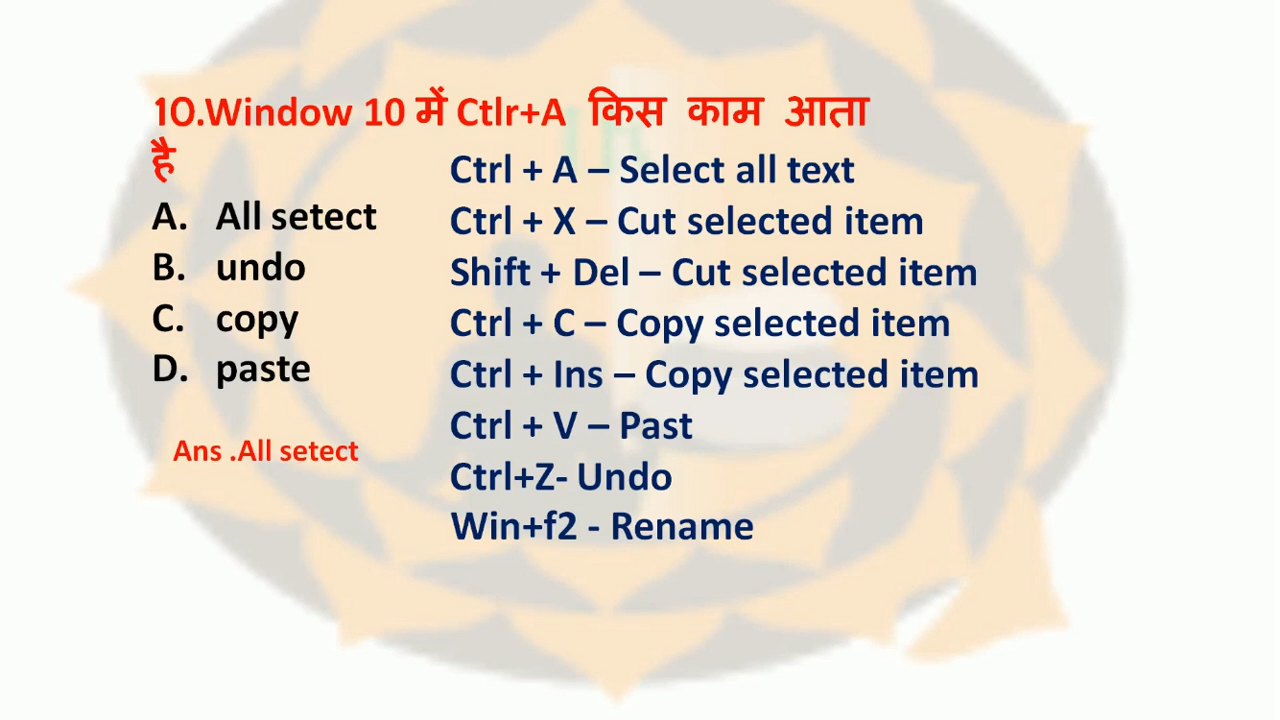 10.Window 10 में Ctlr+A किस काम आता
है
A. All setect
B. undo
C. copy
D. paste
Ans .All setect
Ctrl + A – Select all text
Ctrl + X – Cut selected item
Shift + Del – Cut selected item
Ctrl + C – Copy selected item
Ctrl + Ins – Copy selected item
Ctrl + V – Past
Ctrl+Z- Undo
Win+f2 - Rename